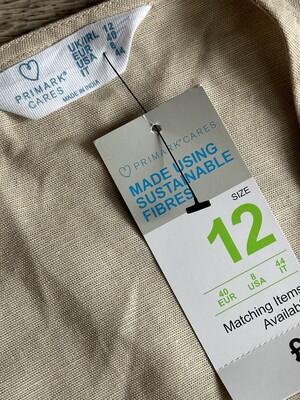 PRIMARK®
CARES
UK/IRL 12
EUR 40
USA 8
IT 44
MADE IN INDIA
PRIMARK® CARES
MADE USING
SUSTAINABLE
FIBRES
SIZE
12
40 EUR
8 USA
44 IT
Matching Items
Availabl
£